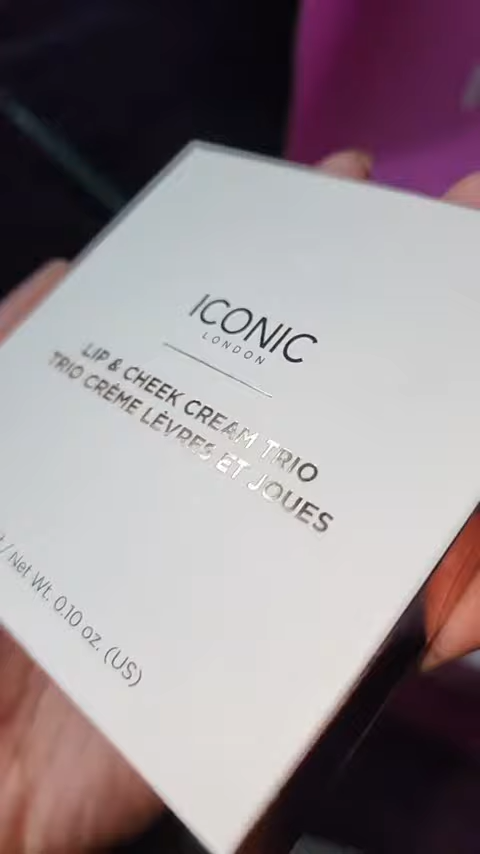 ICONIC
LONDON
LIP & CHEEK CREAM TRIO
TRIO CRÈME LÈVRES ET JOUES
/ Net Wt. 0.10 oz. (US)